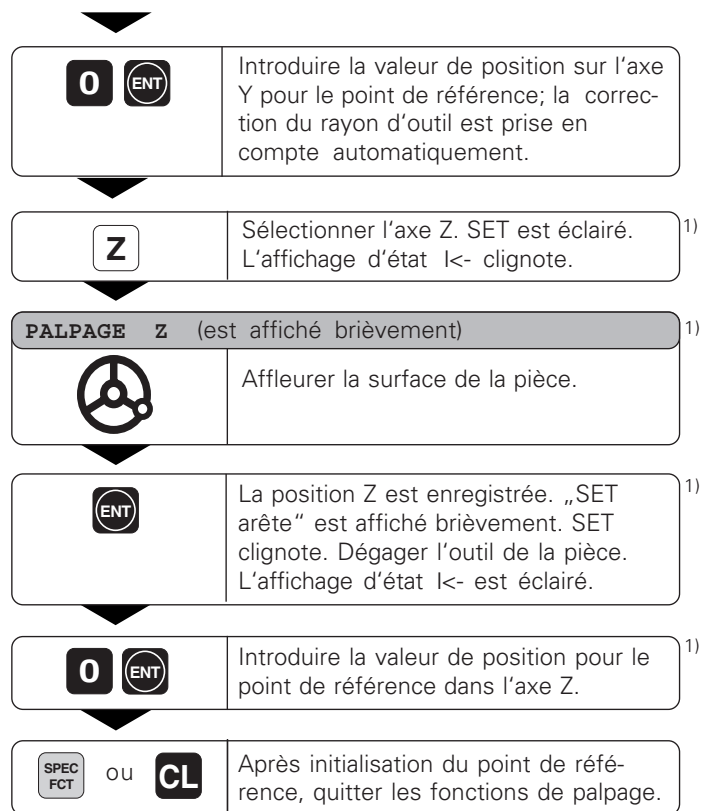 0 ENT
Introduire la valeur de position sur l'axe
Y pour le point de référence; la correc-
tion du rayon d'outil est prise en
compte automatiquement.
Z
Sélectionner l'axe Z. SET est éclairé.
L'affichage d'état I<- clignote.
1)
PALPAGE Z (est affiché brièvement)
1)
Affleurer la surface de la pièce.
ENT
La position Z est enregistrée. „SET
arête“ est affiché brièvement. SET
clignote. Dégager l'outil de la pièce.
L'affichage d'état I<- est éclairé.
1)
0 ENT
Introduire la valeur de position pour le
point de référence dans l'axe Z.
1)
SPEC
FCT
ou CL
Après initialisation du point de réfé-
rence, quitter les fonctions de palpage.